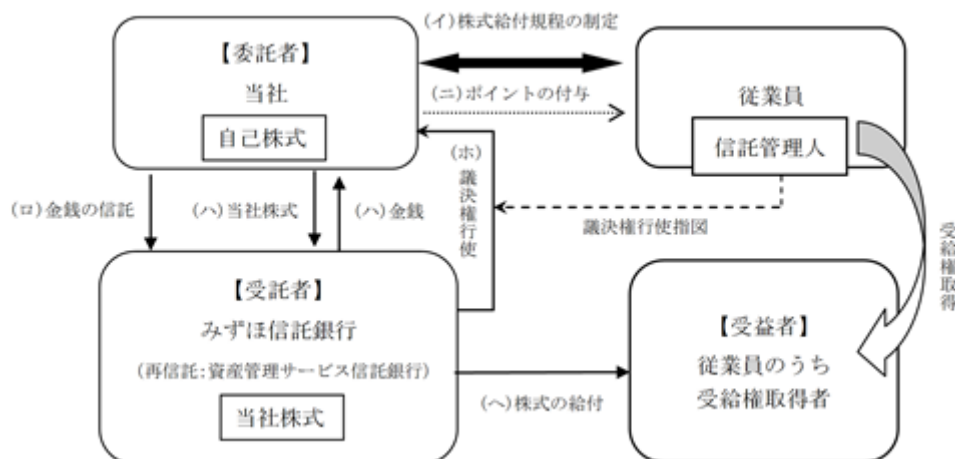 (イ)株式給付規程の制定
【委託者】
当社
自己株式
(ニ)ポイントの付与
従業員
信託管理人
(ロ)金銭の信託
(ハ)当社株式
(ハ)金銭
(ホ)議決権行使
議決権行使指図
受給権取得
【受託者】
みずほ信託銀行
(再信託:資産管理サービス信託銀行)
当社株式
(ヘ)株式の給付
【受益者】
従業員のうち
受給権取得者